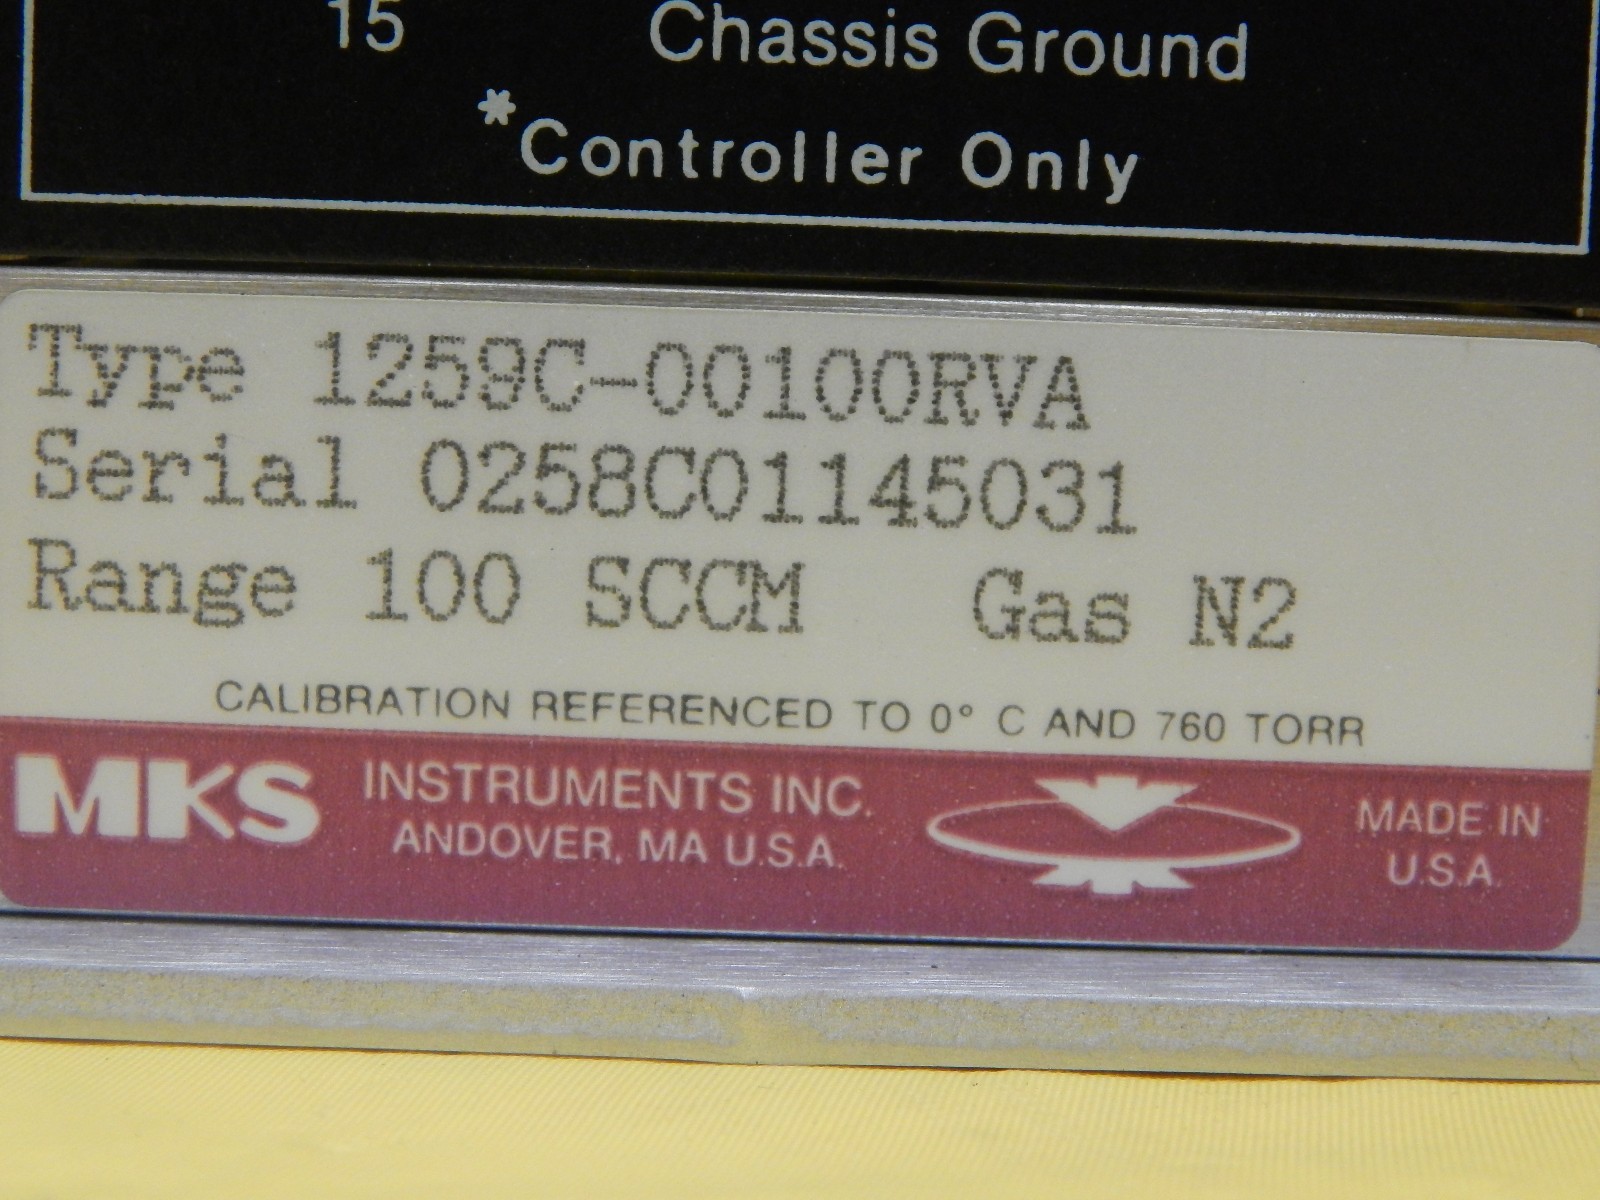 15 Chassis Ground
*Controller Only
Type 1259C-00100RVA
Serial 0258C01145031
Range 100 SCCM Gas N2
CALIBRATION REFERENCED TO 0° C AND 760 TORR
MKS INSTRUMENTS INC.
ANDOVER, MA U.S.A.
MADE IN
U.S.A.